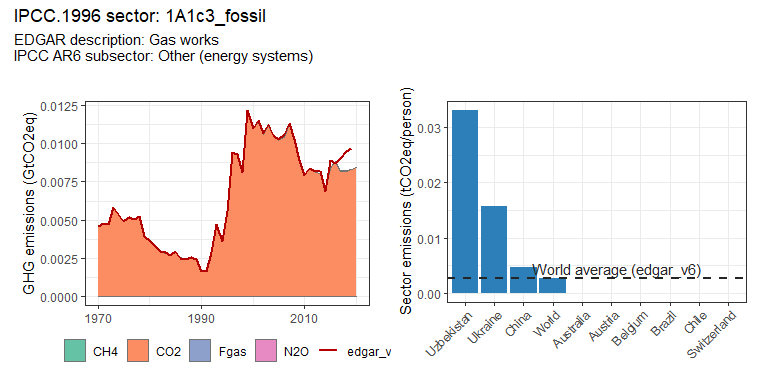 IPCC.1996 sector: 1A1c3_fossil
EDGAR description: Gas works
IPCC AR6 subsector: Other (energy systems)
GHG emissions (GtCO2eq)
0.0125
0.0100
0.0075
0.0050
0.0025
0.0000
1970
1990
2010
CH4
CO2
Fgas
N2O
edgar_v
Sector emissions (tCO2eq/person)
0.03
0.02
0.01
0.00
World average (edgar_v6)
Uzbekistan
Ukraine
China
World
Australia
Austria
Belgium
Brazil
Chile
Switzerland